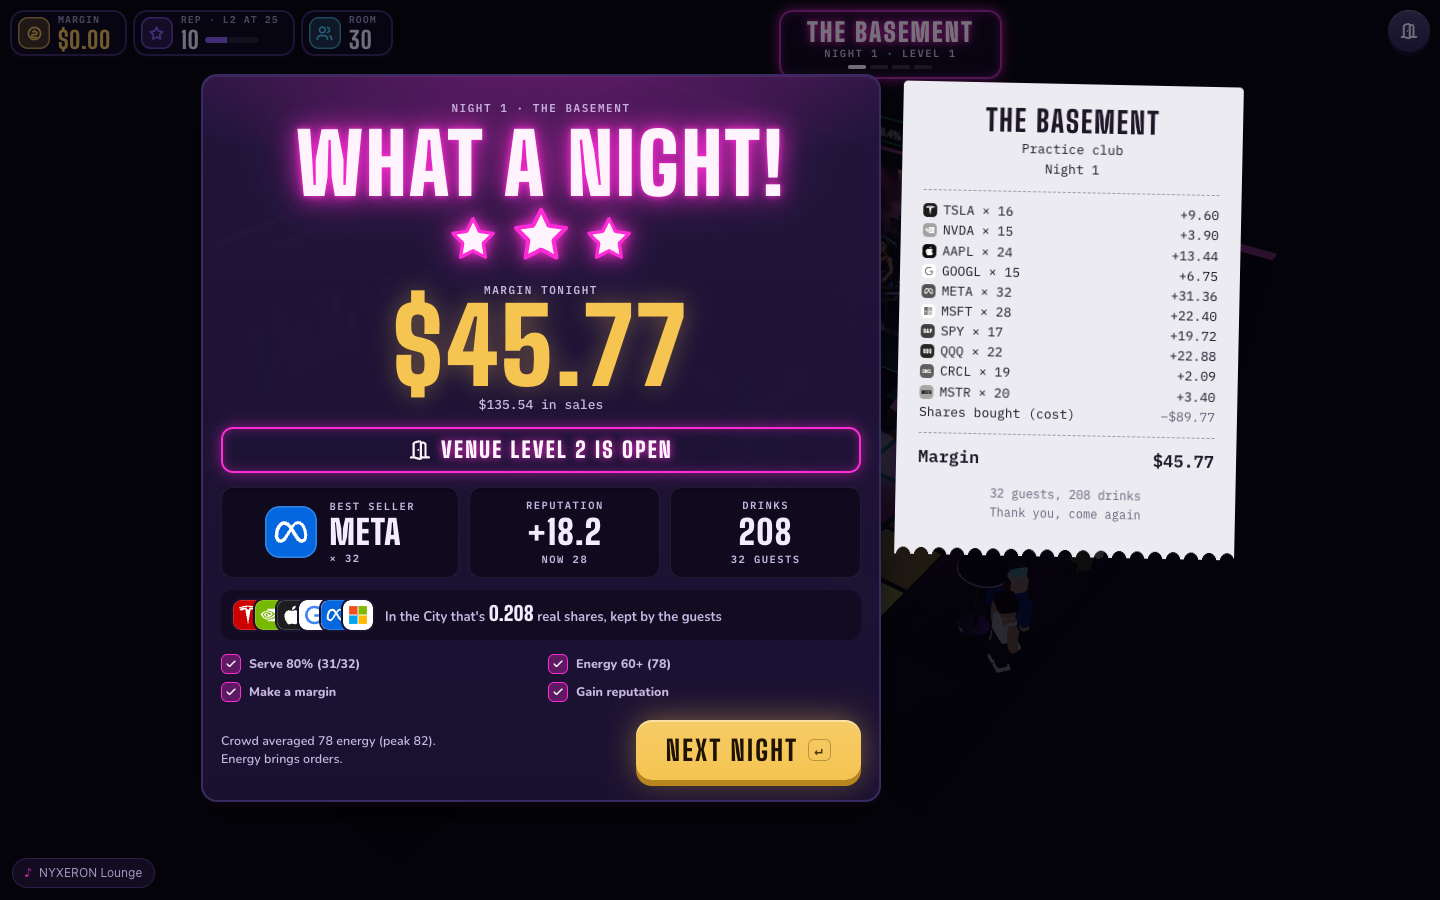 MARGIN
$0.00
REP · L2 AT 25
10
ROOM
30
THE BASEMENT
NIGHT 1 · LEVEL 1
NIGHT 1 · THE BASEMENT
WHAT A NIGHT!
MARGIN TONIGHT
$45.77
$135.54 in sales
VENUE LEVEL 2 IS OPEN
BEST SELLER
META
× 32
REPUTATION
+18.2
NOW 28
DRINKS
208
32 GUESTS
In the City that's 0.208 real shares, kept by the guests
Serve 80% (31/32)
Energy 60+ (78)
Make a margin
Gain reputation
Crowd averaged 78 energy (peak 82).
Energy brings orders.
NEXT NIGHT ↵
THE BASEMENT
Practice club
Night 1
TSLA × 16 +9.60
NVDA × 15 +3.90
AAPL × 24 +13.44
GOOGL × 15 +6.75
META × 32 +31.36
MSFT × 28 +22.40
SPY × 17 +19.72
QQQ × 22 +22.88
CRCL × 19 +2.09
MSTR × 20 +3.40
Shares bought (cost) −$89.77
Margin $45.77
32 guests, 208 drinks
Thank you, come again
♪ NYXERON Lounge